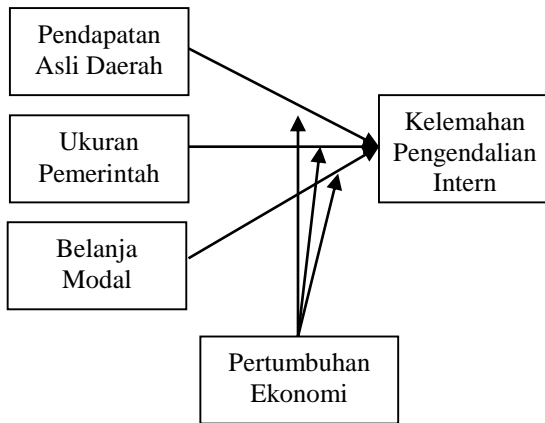 Pendapatan
Asli Daerah
Ukuran
Pemerintah
Belanja
Modal
Kelemahan
Pengendalian
Intern
Pertumbuhan
Ekonomi